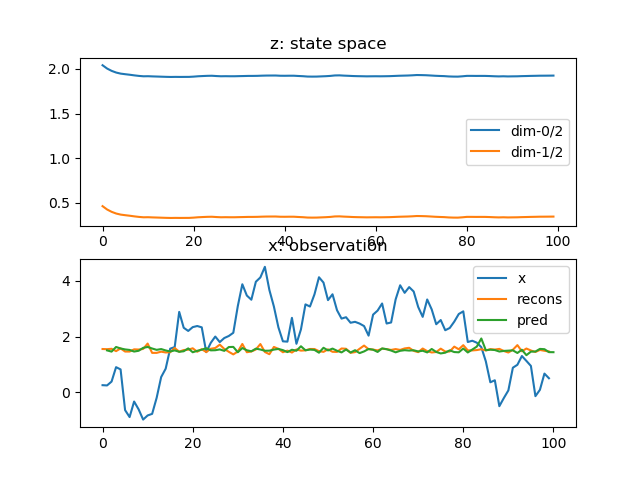 z: state space
2.0
1.5
1.0
0.5
dim-0/2
dim-1/2
0 20 40 60 80 100
x: observation
4
2
0
x
recons
pred
0 20 40 60 80 100